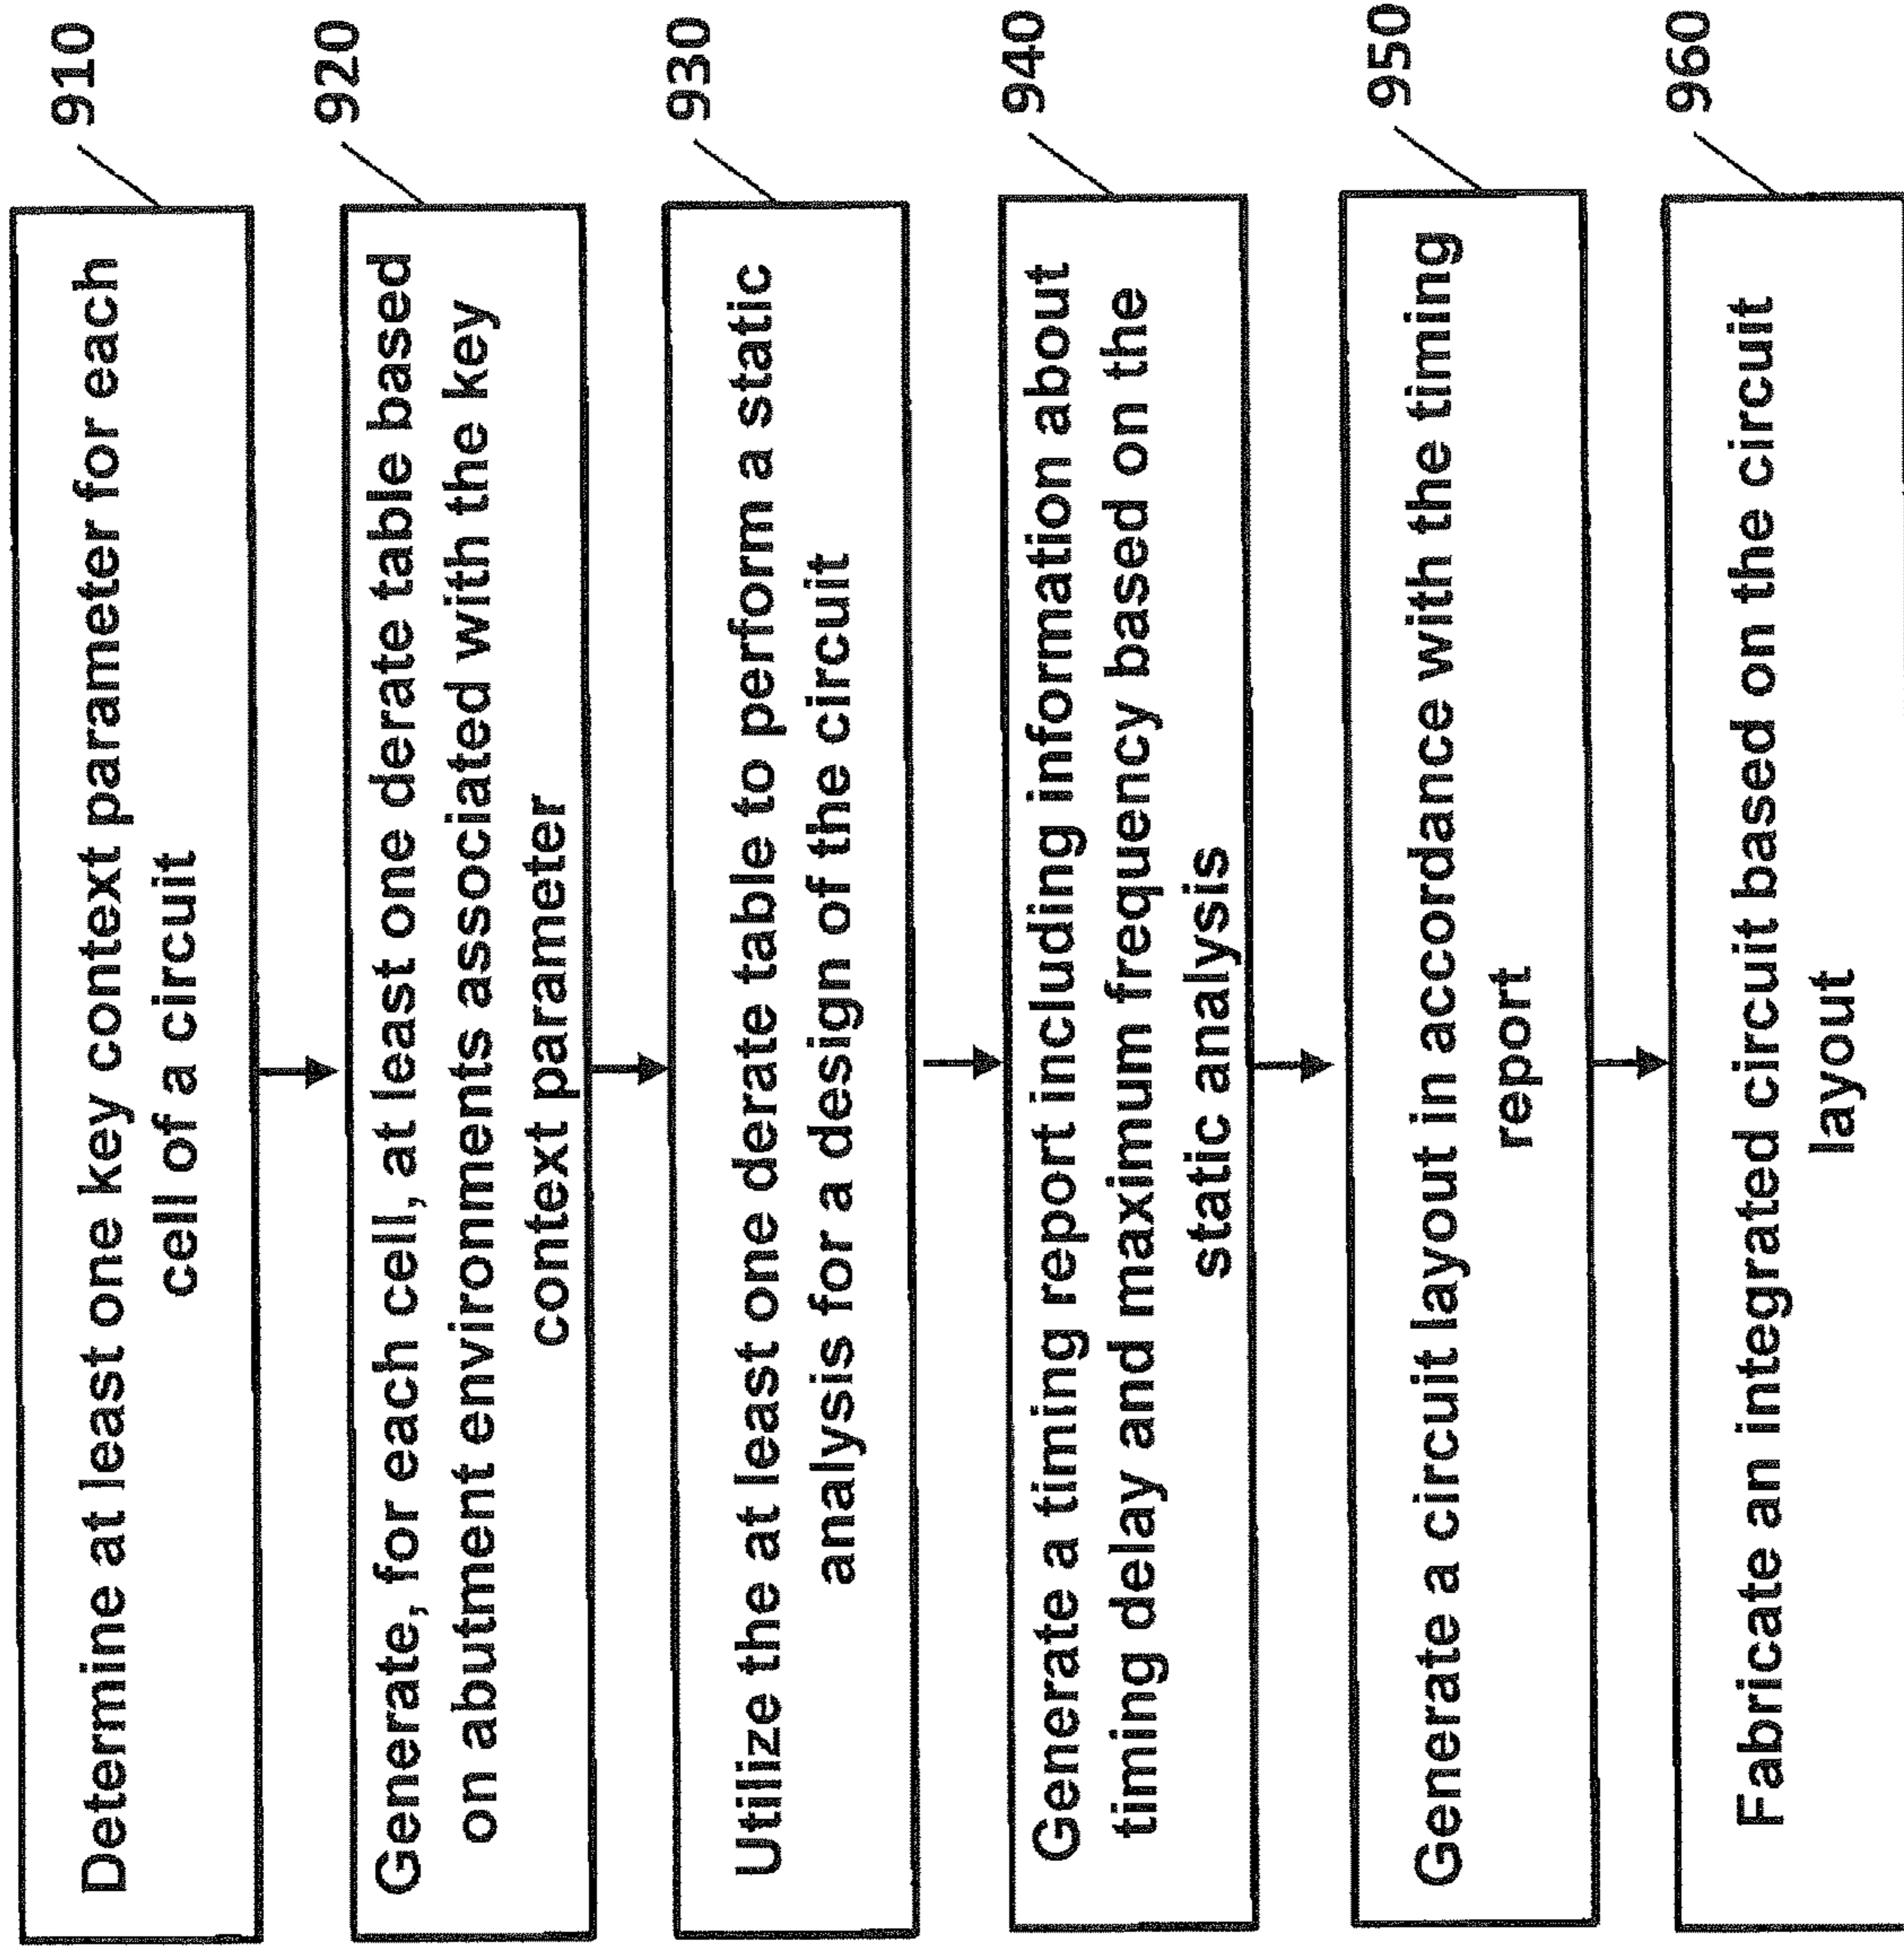 910
Determine at least one key context parameter for each
cell of a circuit
920
Generate, for each cell, at least one derate table based
on abutment environments associated with the key
context parameter
930
Utilize the at least one derate table to perform a static
analysis for a design of the circuit
940
Generate a timing report including information about
timing delay and maximum frequency based on the
static analysis
950
Generate a circuit layout in accordance with the timing
report
960
Fabricate an integrated circuit based on the circuit
layout